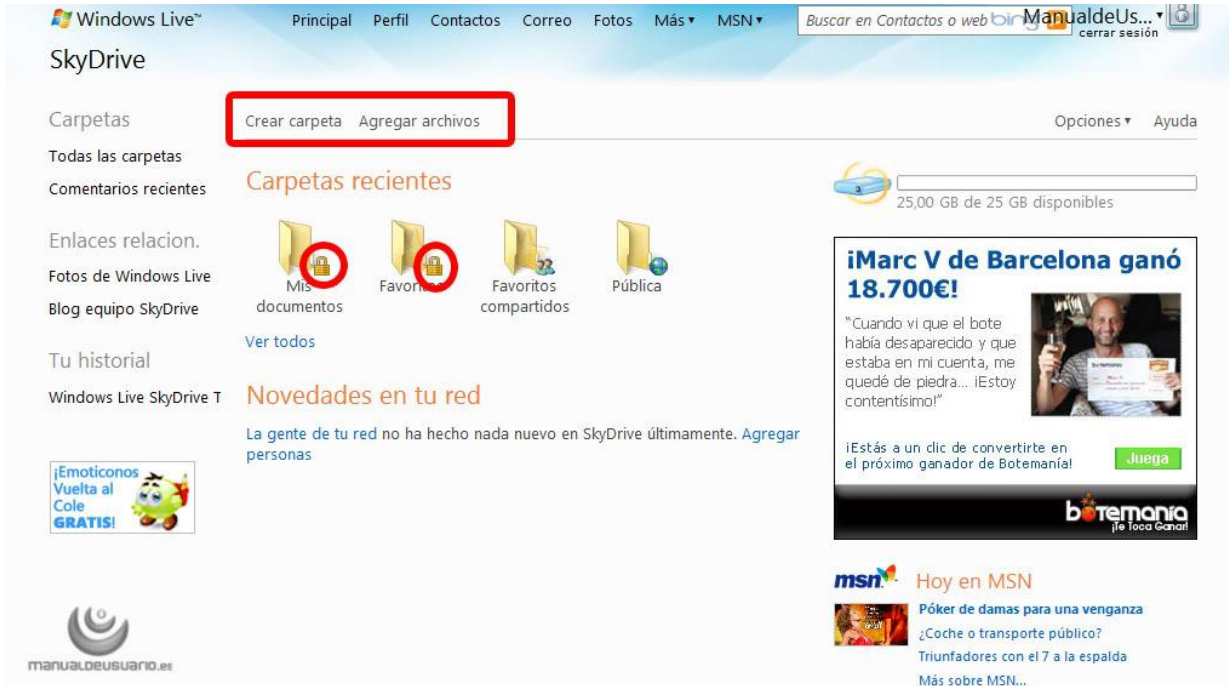 Windows Live™
Principal Perfil Contactos Correo Fotos Más MSN
Buscar en Contactos o web bing
ManualdeUs...
cerrar sesión
SkyDrive
Carpetas
Todas las carpetas
Comentarios recientes
Enlaces relacion.
Fotos de Windows Live
Blog equipo SkyDrive
Tu historial
Windows Live SkyDrive T
¡Emoticonos
Vuelta al
Cole
GRATIS!
manualdeusuario.es
Crear carpeta Agregar archivos
Opciones Ayuda
Carpetas recientes
Mis
documentos
Favoritos
Favoritos
compartidos
Pública
Ver todos
Novedades en tu red
La gente de tu red no ha hecho nada nuevo en SkyDrive últimamente. Agregar
personas
25,00 GB de 25 GB disponibles
¡Marc V de Barcelona ganó
18.700€!
"Cuando vi que el bote
había desaparecido y que
estaba en mi cuenta, me
quedé de piedra... ¡Estoy
contentísimo!"
¡Estás a un clic de convertirte en
el próximo ganador de Botemanía!
Juega
botemania
¡Te Toca Ganar!
msn
Hoy en MSN
Póker de damas para una venganza
¿Coche o transporte público?
Triunfadores con el 7 a la espalda
Más sobre MSN...